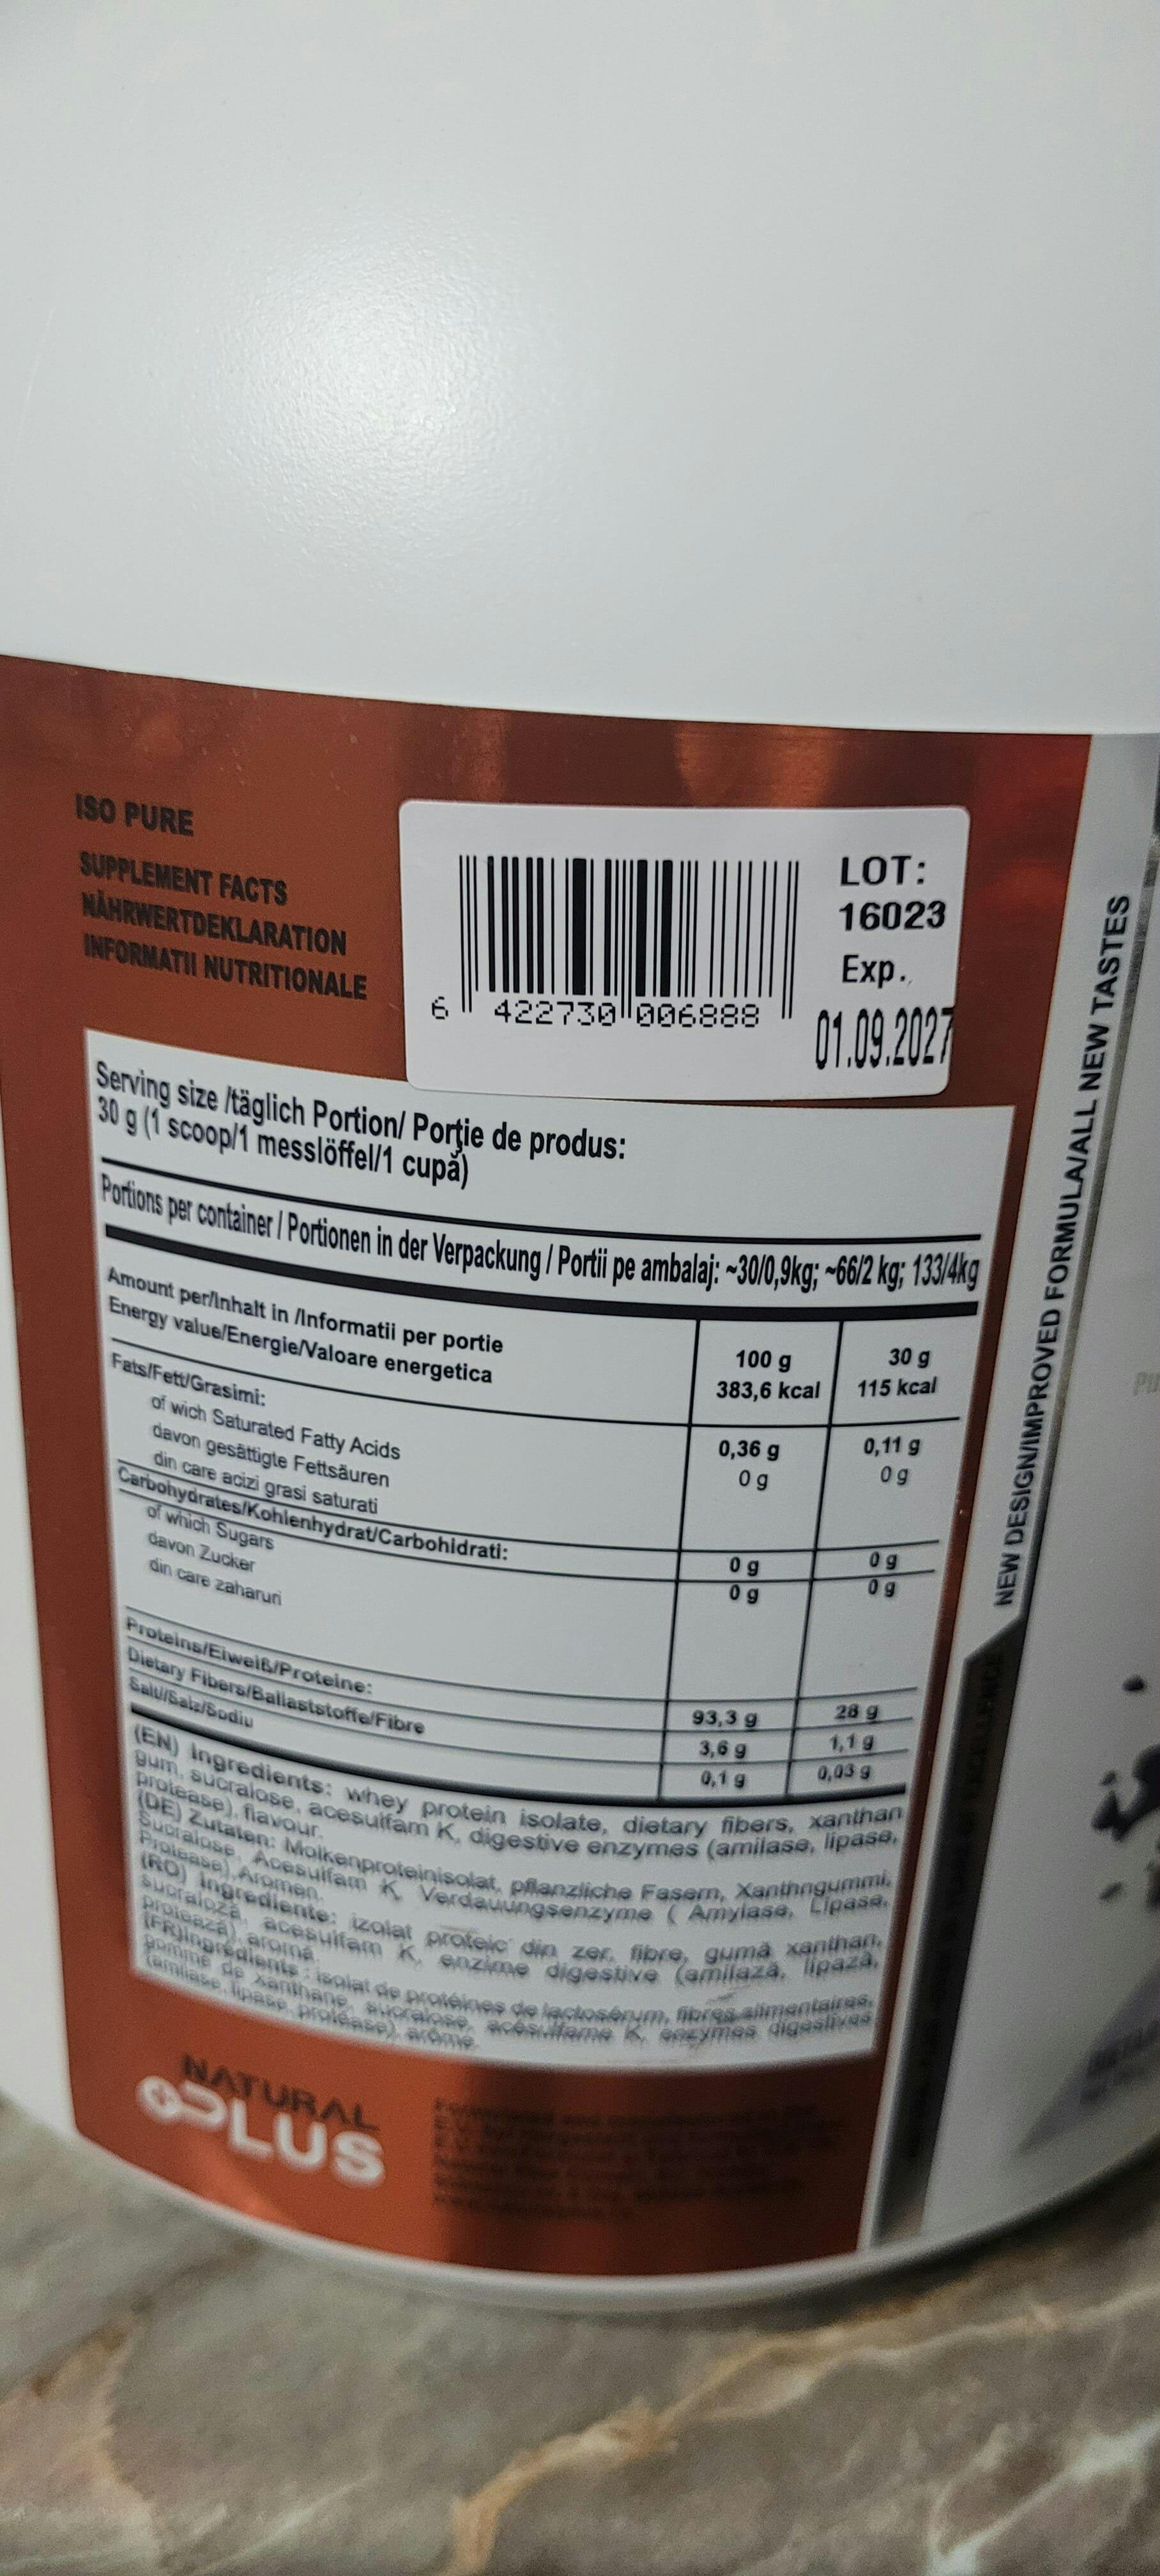 ISO PURE
SUPPLEMENT FACTS
NÄHRWERTDEKLARATION
INFORMATII NUTRITIONALE
LOT:
16023
Exp.
01.09.2027
6 422730 006888
Serving size /täglich Portion/ Porţie de produs:
30 g (1 scoop/1 messlöffel/1 cupă)
Portions per container / Portionen in der Verpackung / Portii pe ambalaj: ~30/0,9kg; ~66/2 kg; 133/4kg
Amount per/Inhalt in /Informatii per portie 100 g 30 g
Energy value/Energie/Valoare energetica 383,6 kcal 115 kcal
Fats/Fett/Grasimi: 0,36 g 0,11 g
of wich Saturated Fatty Acids 0 g 0 g
davon gesättigte Fettsäuren
din care acizi grasi saturati
Carbohydrates/Kohlenhydrat/Carbohidrati: 0 g 0 g
of which Sugars 0 g 0 g
davon Zucker
din care zaharuri
Proteins/Eiweiß/Proteine: 93,3 g 28 g
Dietary Fibers/Ballaststoffe/Fibre 3,6 g 1,1 g
Salt/Salz/Sodiu 0,1 g 0,03 g
(EN) Ingredients: whey protein isolate, dietary fibers, xanthan
gum, sucralose, acesulfam K, digestive enzymes (amilase, lipase,
protease), flavour.
(DE) Zutaten: Molkenproteinisolat, pflanzliche Fasern, Xanthngummi,
Sucralose, Acesulfam K, Verdauungsenzyme ( Amylase, Lipase,
Protease),Aromen.
(RO) Ingrediente: izolat proteic din zer, fibre, gumă xanthan,
sucraloză, acesulfam K, enzime digestive (amilază, lipază,
protează), aromă.
(FR)Ingrédients : isolat de protéines de lactosérum, fibres alimentaires,
gomme de xanthane, sucralose, acésulfame K, enzymes digestives
(amilase, lipase, protéase), arôme.
NATURAL
PLUS
NEW DESIGN/IMPROVED FORMULA/ALL NEW TASTES